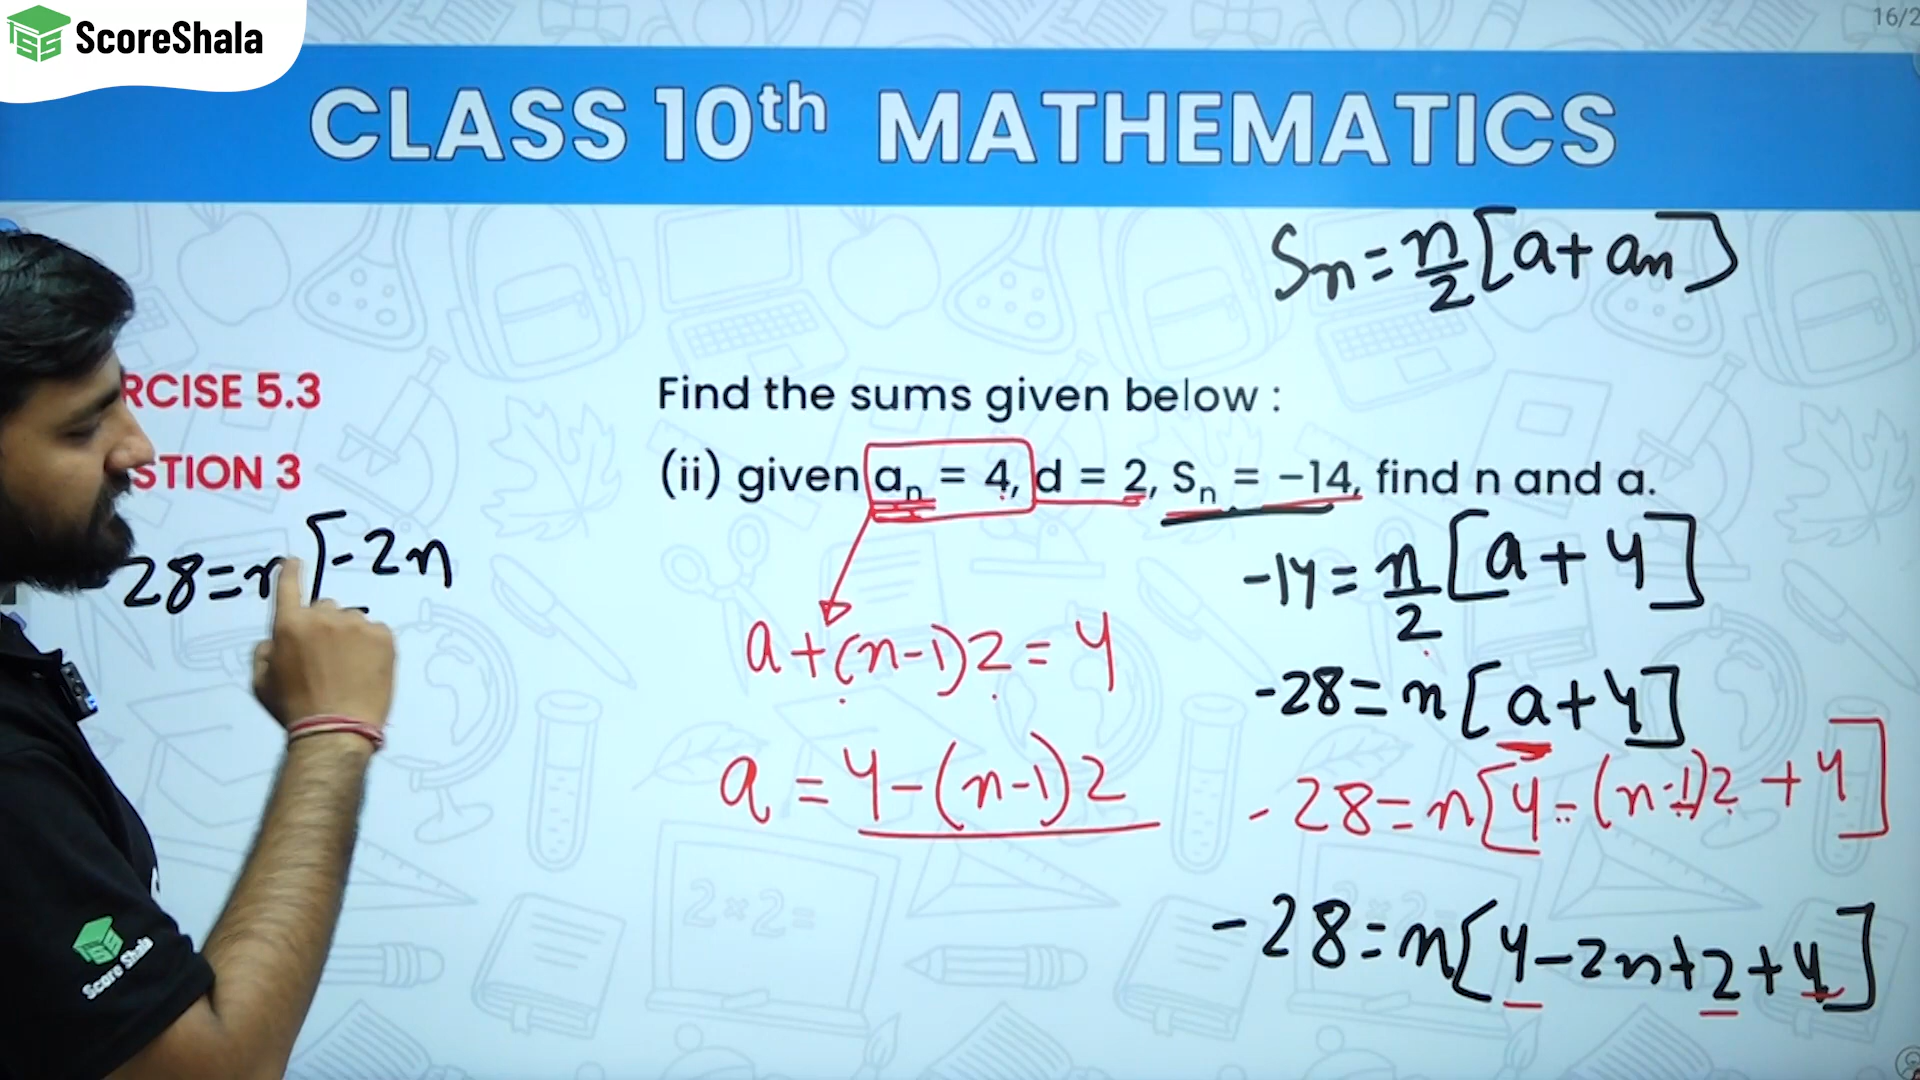 ScoreShala
16/2
CLASS 10th MATHEMATICS
Sn = n/2 [a + an]
RCISE 5.3
STION 3
Find the sums given below :
(ii) given an = 4, d = 2, Sn = −14, find n and a.
28 = n[-2n
-14 = n/2 [a + 4]
a + (n-1)2 = 4
-28 = n[a + 4]
a = 4 - (n-1)2
-28 = n[4 - (n-1)2 + 4]
-28 = n[4 - 2n + 2 + 4]
Score Shala